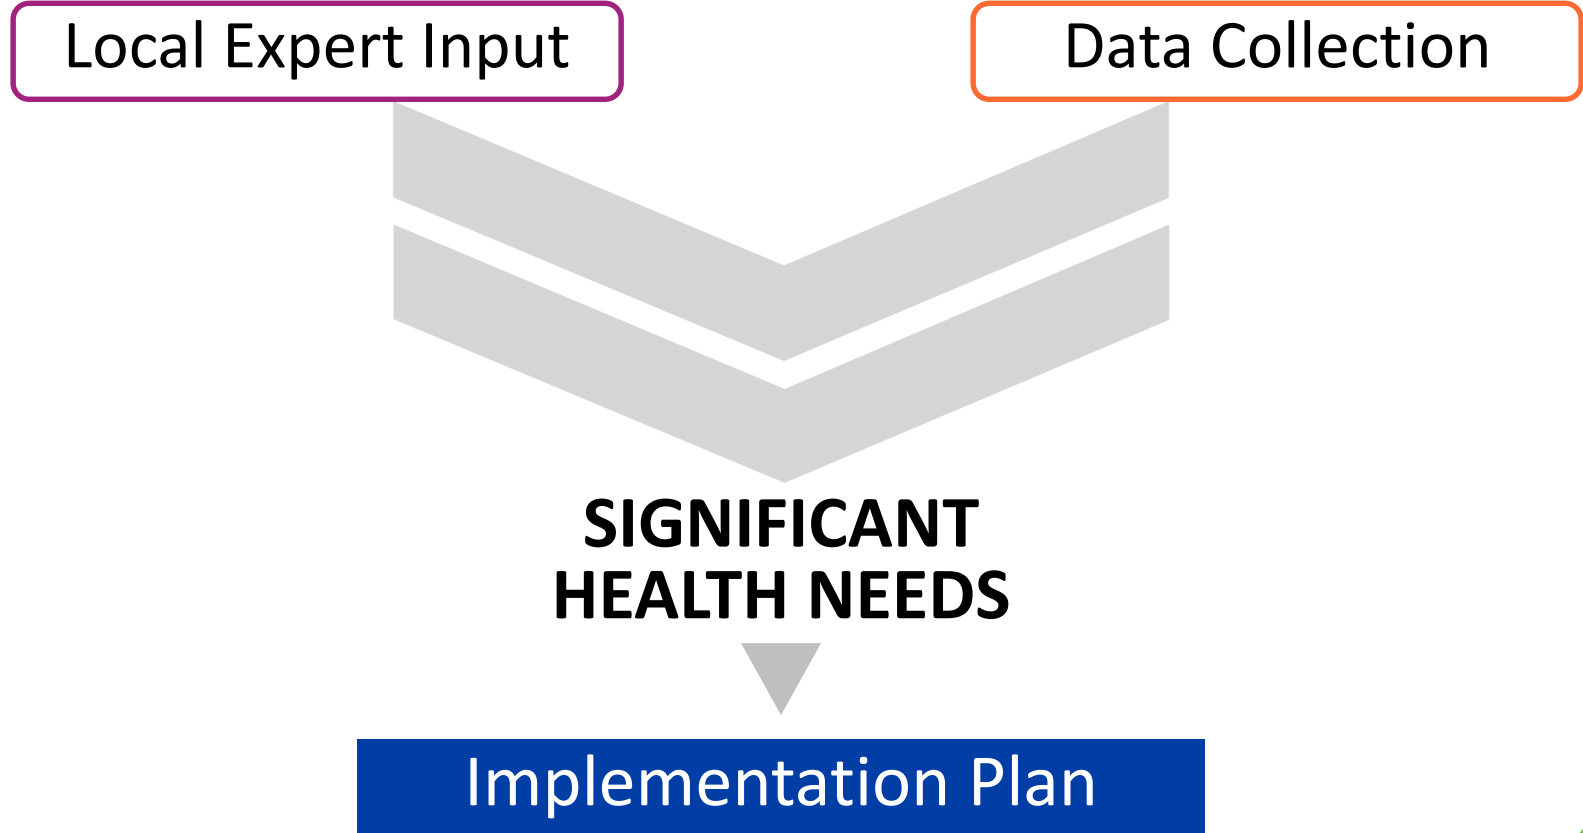 Local Expert Input
Data Collection
SIGNIFICANT
HEALTH NEEDS
Implementation Plan